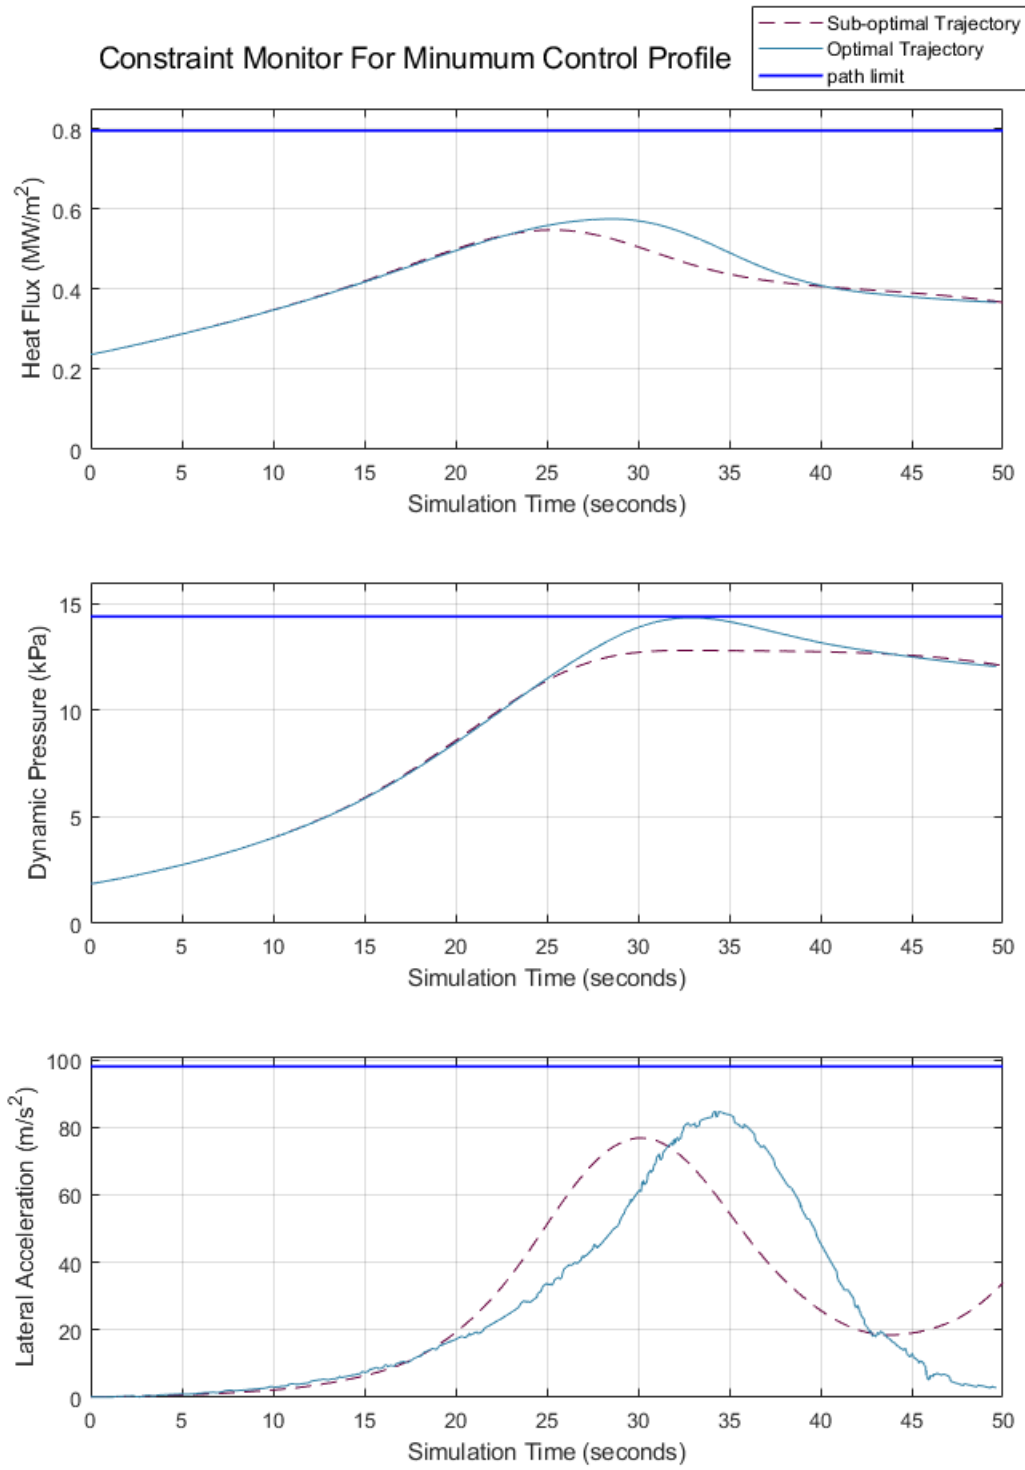 Constraint Monitor For Minumum Control Profile
Sub-optimal Trajectory
Optimal Trajectory
path limit
Heat Flux (MW/m²)
0.8
0.6
0.4
0.2
0
0 5 10 15 20 25 30 35 40 45 50
Simulation Time (seconds)
Dynamic Pressure (kPa)
15
10
5
0
0 5 10 15 20 25 30 35 40 45 50
Simulation Time (seconds)
Lateral Acceleration (m/s²)
100
80
60
40
20
0
0 5 10 15 20 25 30 35 40 45 50
Simulation Time (seconds)